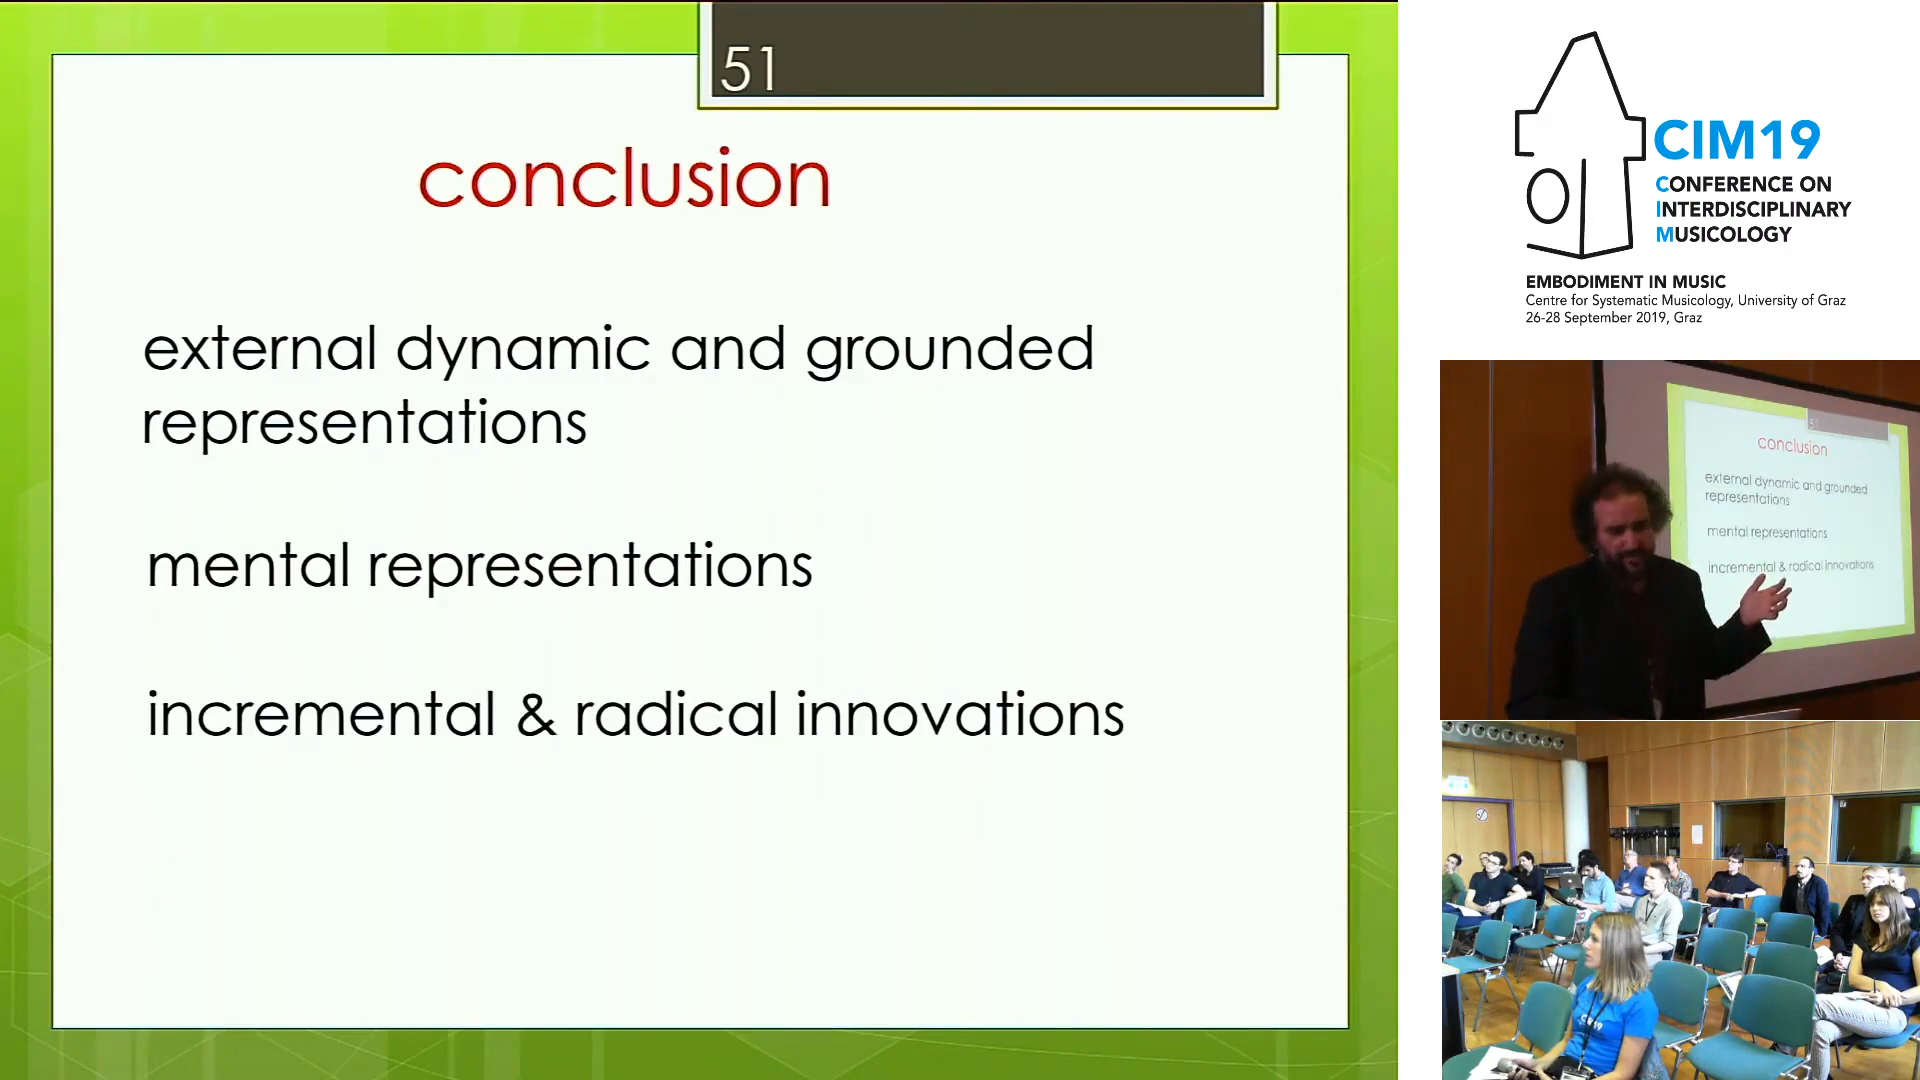 51
conclusion
external dynamic and grounded
representations
mental representations
incremental & radical innovations
CIM19
CONFERENCE ON
INTERDISCIPLINARY
MUSICOLOGY
EMBODIMENT IN MUSIC
Centre for Systematic Musicology, University of Graz
26-28 September 2019, Graz
51
conclusion
external dynamic and grounded
representations
mental representations
incremental & radical innovations